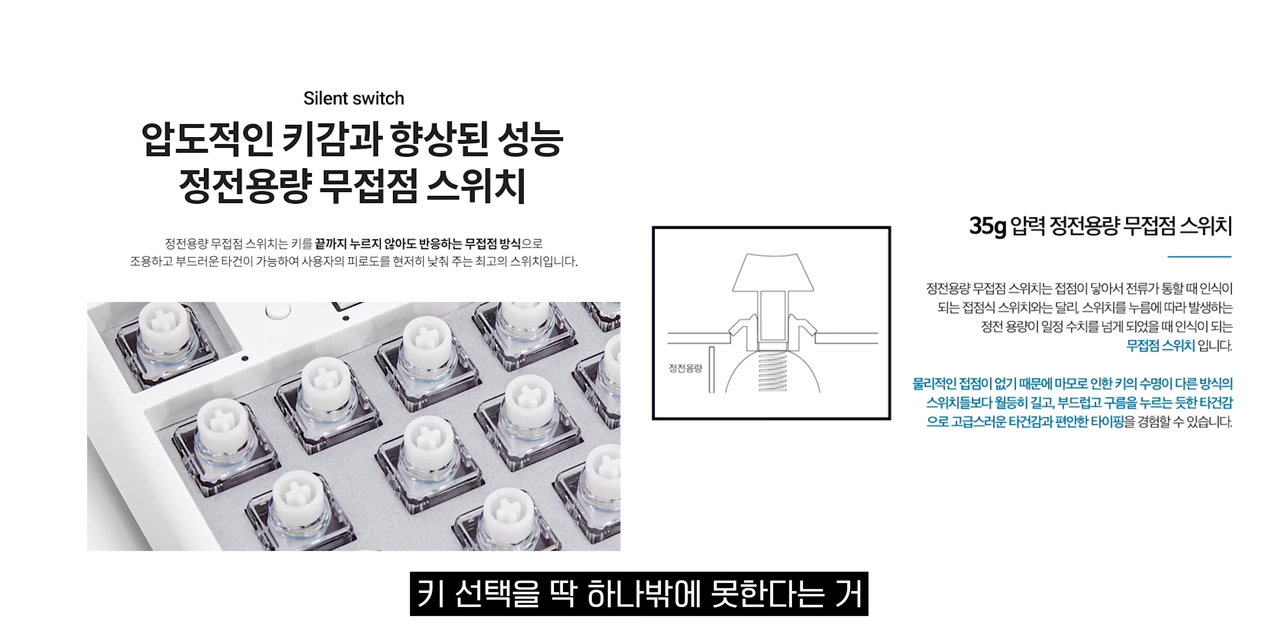 Silent switch
압도적인 키감과 향상된 성능
정전용량 무접점 스위치
정전용량 무접점 스위치는 키를 끝까지 누르지 않아도 반응하는 무접점 방식으로
조용하고 부드러운 타건이 가능하여 사용자의 피로도를 현저히 낮춰 주는 최고의 스위치입니다.
정전용량
35g 압력 정전용량 무접점 스위치
정전용량 무접점 스위치는 접점이 닿아서 전류가 통할 때 인식이
되는 접점식 스위치와는 달리, 스위치를 누름에 따라 발생하는
정전 용량이 일정 수치를 넘게 되었을 때 인식이 되는
무접점 스위치 입니다.
물리적인 접점이 없기 때문에 마모로 인한 키의 수명이 다른 방식의
스위치들보다 월등히 길고, 부드럽고 구름을 누르는 듯한 타건감
으로 고급스러운 타건감과 편안한 타이핑을 경험할 수 있습니다.
키 선택을 딱 하나밖에 못한다는 거